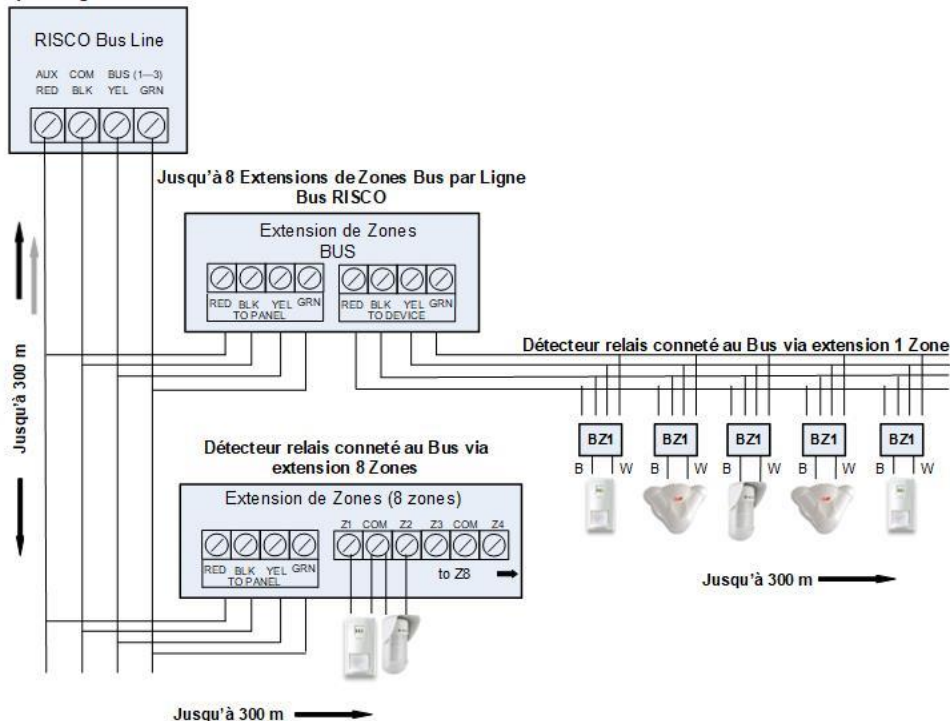 RISCO Bus Line
AUX COM BUS (1—3)
RED BLK YEL GRN
Jusqu'à 8 Extensions de Zones Bus par Ligne
Bus RISCO
Extension de Zones
BUS
RED BLK YEL GRN
TO PANEL
RED BLK YEL GRN
TO DEVICE
Jusqu'à 300 m
Détecteur relais conneté au Bus via extension 1 Zone
BZ1 BZ1 BZ1 BZ1 BZ1
B W B W B W B W B W
Jusqu'à 300 m
Détecteur relais conneté au Bus via
extension 8 Zones
Extension de Zones (8 zones)
Z1 COM Z2 Z3 COM Z4
RED BLK YEL GRN
TO PANEL
to Z8
Jusqu'à 300 m